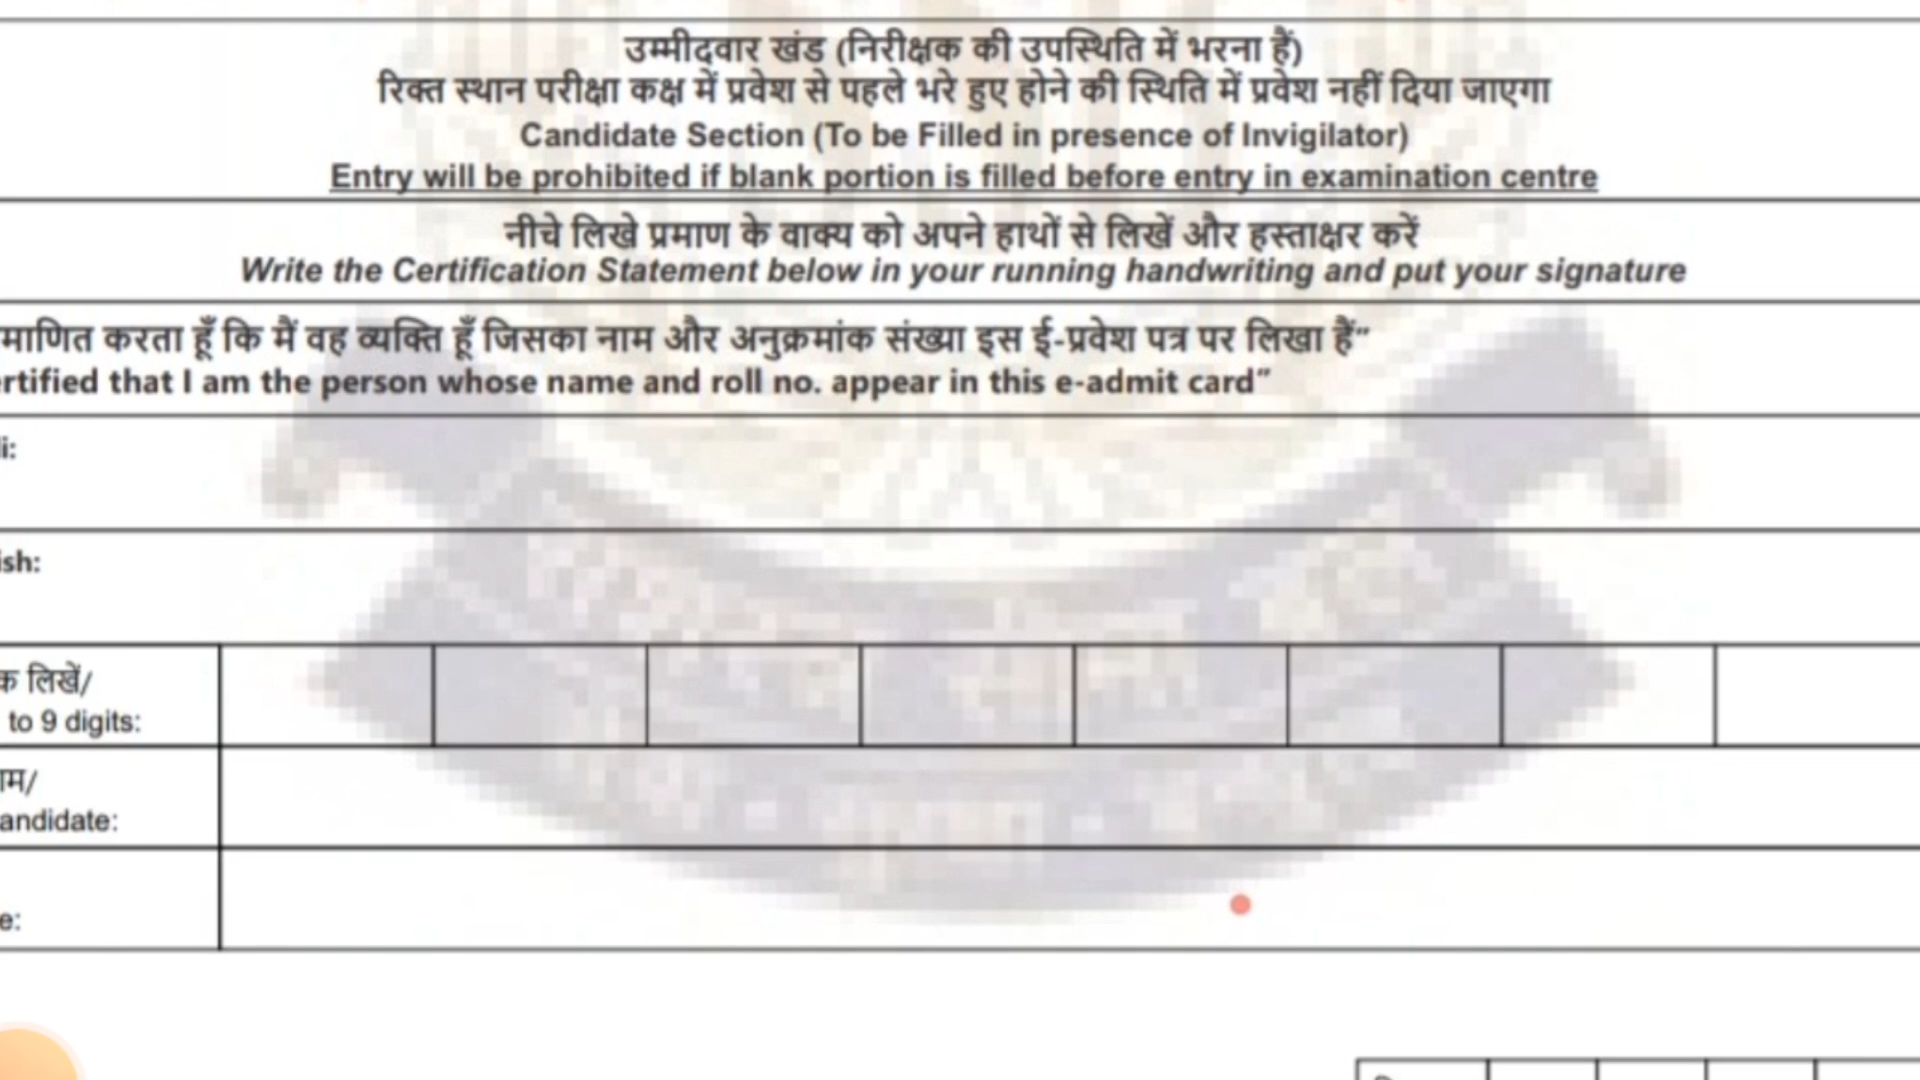 उम्मीदवार खंड (निरीक्षक की उपस्थिति में भरना हैं)
रिक्त स्थान परीक्षा कक्ष में प्रवेश से पहले भरे हुए होने की स्थिति में प्रवेश नहीं दिया जाएगा
Candidate Section (To be Filled in presence of Invigilator)
Entry will be prohibited if blank portion is filled before entry in examination centre
नीचे लिखे प्रमाण के वाक्य को अपने हाथों से लिखें और हस्ताक्षर करें
Write the Certification Statement below in your running handwriting and put your signature
माणित करता हूँ कि मैं वह व्यक्ति हूँ जिसका नाम और अनुक्रमांक संख्या इस ई-प्रवेश पत्र पर लिखा हैं”
ertified that I am the person whose name and roll no. appear in this e-admit card”
i:
ish:
क लिखें/
to 9 digits:
ाम/
andidate:
e: